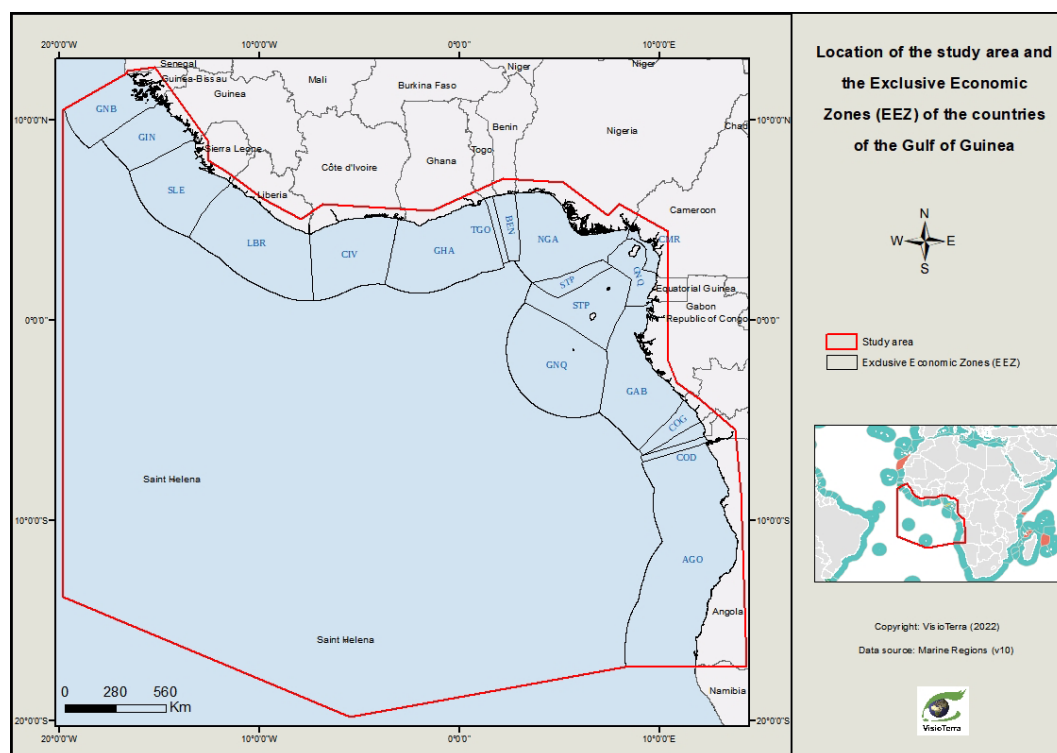 20°0'0"W
10°0'0"W
0°0'0"
10°0'0"E
Senegal
Guinea-Bissau
Guinea
Mali
Burkina Faso
Niger
Niger
Chad
GNB
10°0'0"N
10°0'0"N
GIN
Sierra Leone
Côte d'Ivoire
Ghana
Togo
Benin
Nigeria
SLE
Liberia
Cameroon
LBR
CIV
GHA
TGO
BEN
NGA
CMR
GNQ
Equatorial Guinea
STP
STP
Gabon
Republic of Congo
0°0'0"
0°0'0"
GNQ
GAB
COG
COD
Saint Helena
10°0'0"S
10°0'0"S
AGO
Angola
Saint Helena
Namibia
0 280 560
Km
20°0'0"S
20°0'0"S
20°0'0"W
10°0'0"W
0°0'0"
10°0'0"E
Location of the study area and
the Exclusive Economic
Zones (EEZ) of the countries
of the Gulf of Guinea
N
W E
S
Study area
Exclusive Economic Zones (EEZ)
Copyright: VisioTerra (2022)
Data source: Marine Regions (v10)
VisioTerra